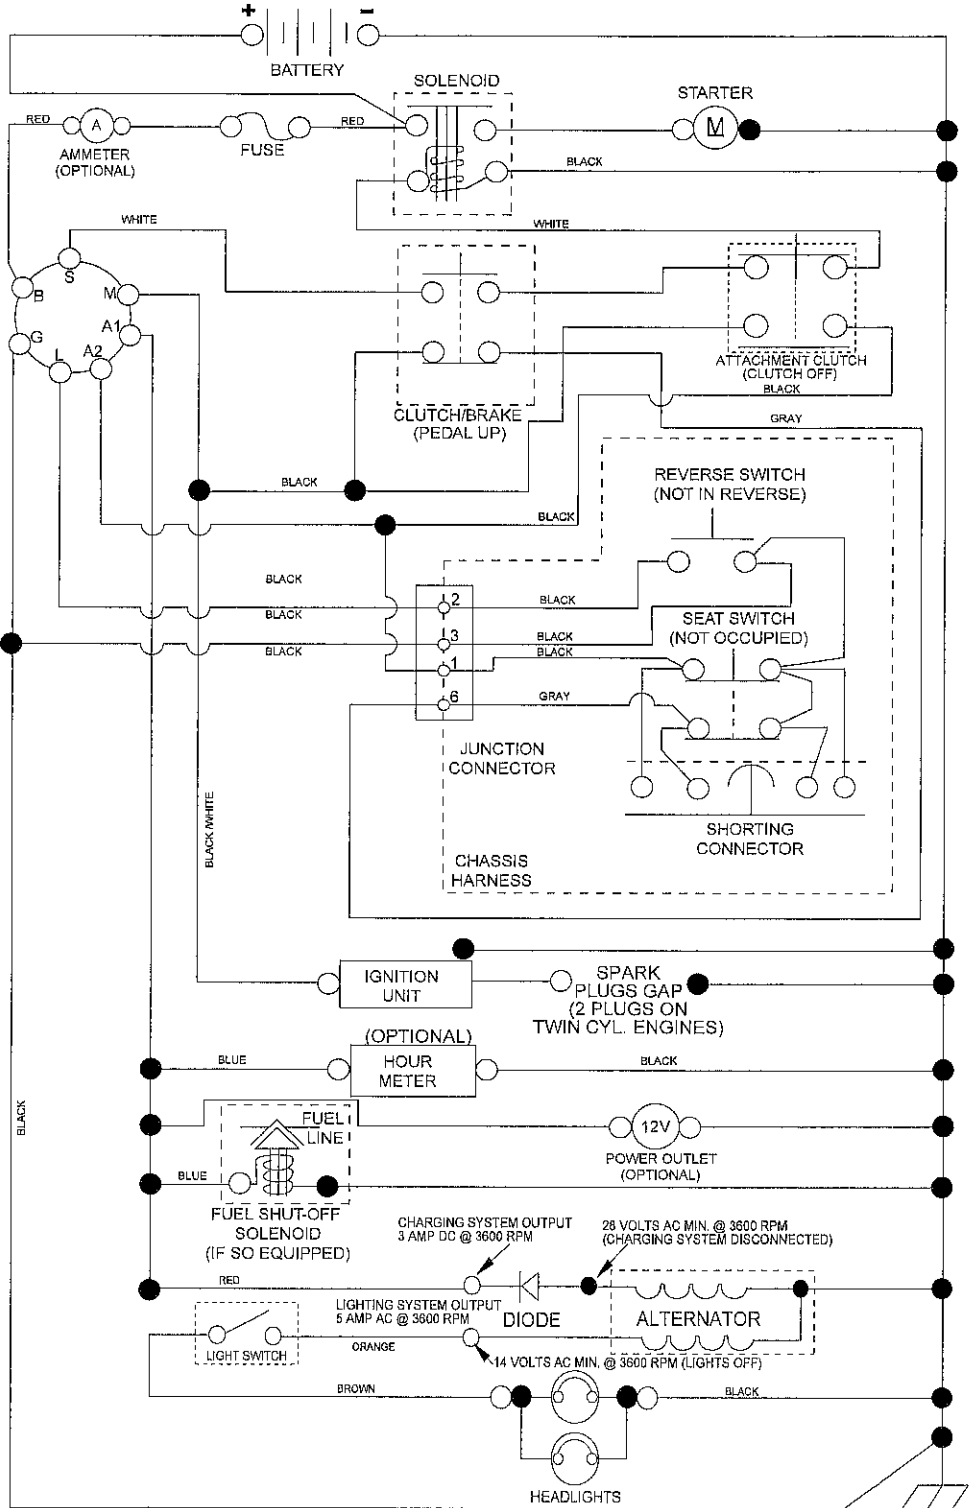 + -
BATTERY
SOLENOID
STARTER
RED
A
RED
M
AMMETER
(OPTIONAL)
FUSE
BLACK
WHITE
WHITE
S
B
M
G
A1
L
A2
ATTACHMENT CLUTCH
(CLUTCH OFF)
BLACK
CLUTCH/BRAKE
(PEDAL UP)
GRAY
REVERSE SWITCH
(NOT IN REVERSE)
BLACK
BLACK
BLACK
2
BLACK
BLACK
SEAT SWITCH
(NOT OCCUPIED)
3
BLACK
BLACK
BLACK
1
6
GRAY
JUNCTION
CONNECTOR
SHORTING
CONNECTOR
BLACK/WHITE
CHASSIS
HARNESS
IGNITION
UNIT
SPARK
PLUGS GAP
(2 PLUGS ON
TWIN CYL. ENGINES)
(OPTIONAL)
BLUE
HOUR
METER
BLACK
BLACK
FUEL
LINE
12V
POWER OUTLET
(OPTIONAL)
BLUE
FUEL SHUT-OFF
SOLENOID
(IF SO EQUIPPED)
CHARGING SYSTEM OUTPUT
3 AMP DC @ 3600 RPM
28 VOLTS AC MIN. @ 3600 RPM
(CHARGING SYSTEM DISCONNECTED)
RED
LIGHTING SYSTEM OUTPUT
5 AMP AC @ 3600 RPM
DIODE
ALTERNATOR
LIGHT SWITCH
ORANGE
14 VOLTS AC MIN. @ 3600 RPM (LIGHTS OFF)
BROWN
BLACK
HEADLIGHTS